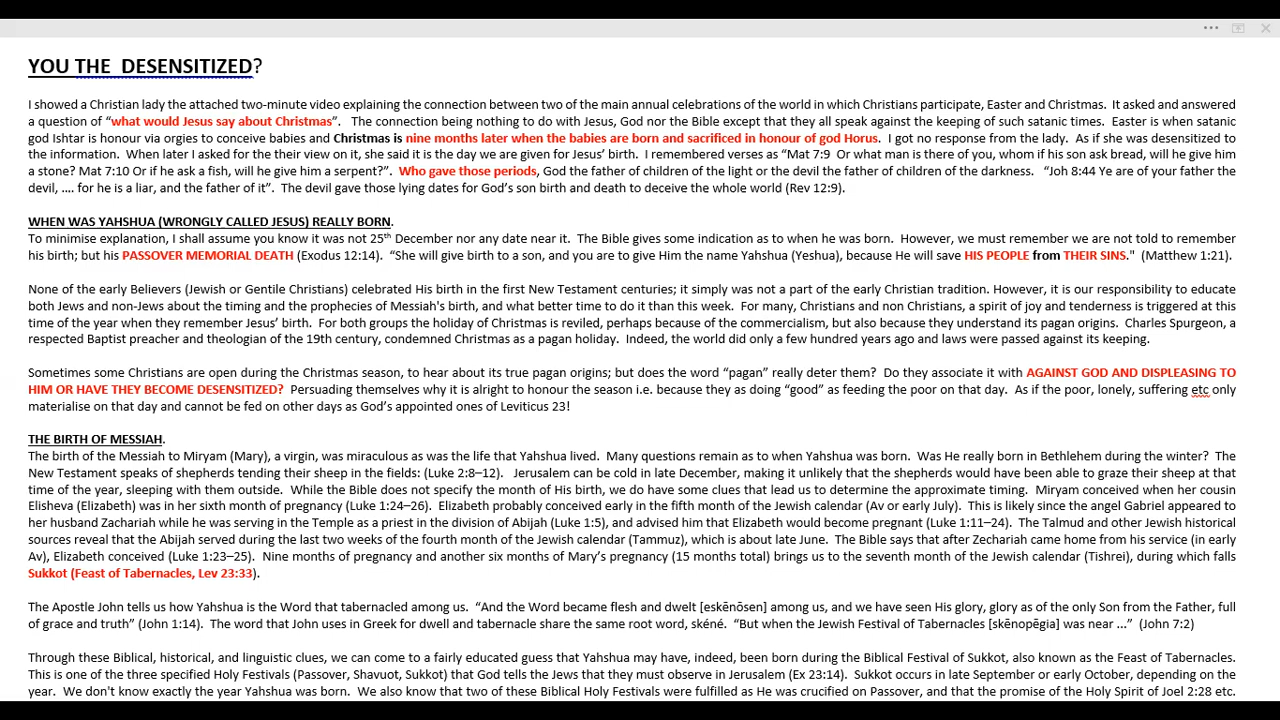 YOU THE  DESENSITIZED?
I showed a Christian lady the attached two-minute video explaining the connection between two of the main annual celebrations of the world in which Christians participate, Easter and Christmas.  It asked and answered
a question of “what would Jesus say about Christmas”.   The connection being nothing to do with Jesus, God nor the Bible except that they all speak against the keeping of such satanic times.  Easter is when satanic
god Ishtar is honour via orgies to conceive babies and Christmas is nine months later when the babies are born and sacrificed in honour of god Horus.  I got no response from the lady.  As if she was desensitized to
the information.  When later I asked for the their view on it, she said it is the day we are given for Jesus’ birth.  I remembered verses as “Mat 7:9  Or what man is there of you, whom if his son ask bread, will he give him
a stone? Mat 7:10 Or if he ask a fish, will he give him a serpent?”.  Who gave those periods, God the father of children of the light or the devil the father of children of the darkness.   “Joh 8:44 Ye are of your father the
devil, .... for he is a liar, and the father of it”.  The devil gave those lying dates for God’s son birth and death to deceive the whole world (Rev 12:9).
WHEN WAS YAHSHUA (WRONGLY CALLED JESUS) REALLY BORN.
To minimise explanation, I shall assume you know it was not 25th December nor any date near it.  The Bible gives some indication as to when he was born.  However, we must remember we are not told to remember
his birth; but his PASSOVER MEMORIAL DEATH (Exodus 12:14).  “She will give birth to a son, and you are to give Him the name Yahshua (Yeshua), because He will save HIS PEOPLE from THEIR SINS."  (Matthew 1:21).
None of the early Believers (Jewish or Gentile Christians) celebrated His birth in the first New Testament centuries; it simply was not a part of the early Christian tradition. However, it is our responsibility to educate
both Jews and non-Jews about the timing and the prophecies of Messiah's birth, and what better time to do it than this week.  For many, Christians and non Christians, a spirit of joy and tenderness is triggered at this
time of the year when they remember Jesus’ birth.  For both groups the holiday of Christmas is reviled, perhaps because of the commercialism, but also because they understand its pagan origins.  Charles Spurgeon, a
respected Baptist preacher and theologian of the 19th century, condemned Christmas as a pagan holiday.  Indeed, the world did only a few hundred years ago and laws were passed against its keeping.
Sometimes some Christians are open during the Christmas season, to hear about its true pagan origins; but does the word “pagan” really deter them?  Do they associate it with AGAINST GOD AND DISPLEASING TO
HIM OR HAVE THEY BECOME DESENSITIZED?  Persuading themselves why it is alright to honour the season i.e. because they as doing “good” as feeding the poor on that day.  As if the poor, lonely, suffering etc only
materialise on that day and cannot be fed on other days as God’s appointed ones of Leviticus 23!
THE BIRTH OF MESSIAH.
The birth of the Messiah to Miryam (Mary), a virgin, was miraculous as was the life that Yahshua lived.  Many questions remain as to when Yahshua was born.  Was He really born in Bethlehem during the winter?  The
New Testament speaks of shepherds tending their sheep in the fields: (Luke 2:8–12).   Jerusalem can be cold in late December, making it unlikely that the shepherds would have been able to graze their sheep at that
time of the year, sleeping with them outside.  While the Bible does not specify the month of His birth, we do have some clues that lead us to determine the approximate timing.  Miryam conceived when her cousin
Elisheva (Elizabeth) was in her sixth month of pregnancy (Luke 1:24–26).  Elizabeth probably conceived early in the fifth month of the Jewish calendar (Av or early July).  This is likely since the angel Gabriel appeared to
her husband Zachariah while he was serving in the Temple as a priest in the division of Abijah (Luke 1:5), and advised him that Elizabeth would become pregnant (Luke 1:11–24).  The Talmud and other Jewish historical
sources reveal that the Abijah served during the last two weeks of the fourth month of the Jewish calendar (Tammuz), which is about late June.  The Bible says that after Zechariah came home from his service (in early
Av), Elizabeth conceived (Luke 1:23–25).  Nine months of pregnancy and another six months of Mary’s pregnancy (15 months total) brings us to the seventh month of the Jewish calendar (Tishrei), during which falls
Sukkot (Feast of Tabernacles, Lev 23:33).
The Apostle John tells us how Yahshua is the Word that tabernacled among us.  “And the Word became flesh and dwelt [eskēnōsen] among us, and we have seen His glory, glory as of the only Son from the Father, full
of grace and truth” (John 1:14).  The word that John uses in Greek for dwell and tabernacle share the same root word, skéné.  “But when the Jewish Festival of Tabernacles [skēnopēgia] was near ...”  (John 7:2)
Through these Biblical, historical, and linguistic clues, we can come to a fairly educated guess that Yahshua may have, indeed, been born during the Biblical Festival of Sukkot, also known as the Feast of Tabernacles.
This is one of the three specified Holy Festivals (Passover, Shavuot, Sukkot) that God tells the Jews that they must observe in Jerusalem (Ex 23:14).  Sukkot occurs in late September or early October, depending on the
year.  We don't know exactly the year Yahshua was born.  We also know that two of these Biblical Holy Festivals were fulfilled as He was crucified on Passover, and that the promise of the Holy Spirit of Joel 2:28 etc.